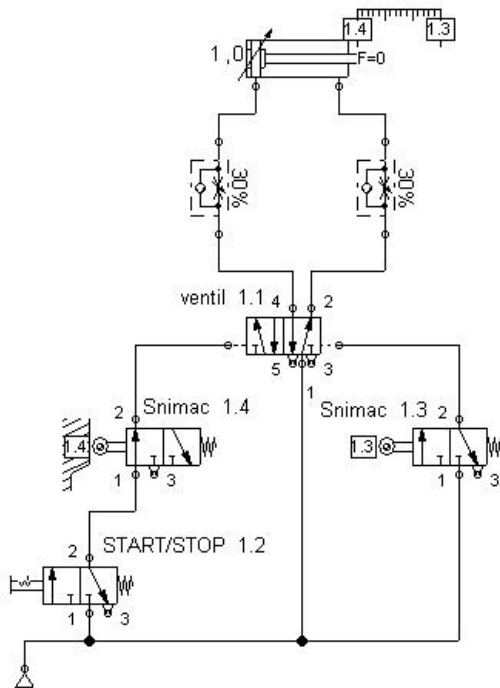 1.4 1.3
1,0
F=0
30% 30%
4 2
ventil 1.1
5 3
1
2 Snimac 1.4
Snimac 1.3 2
1.4
1.3
1 3
1 3
2 START/STOP 1.2
1 3